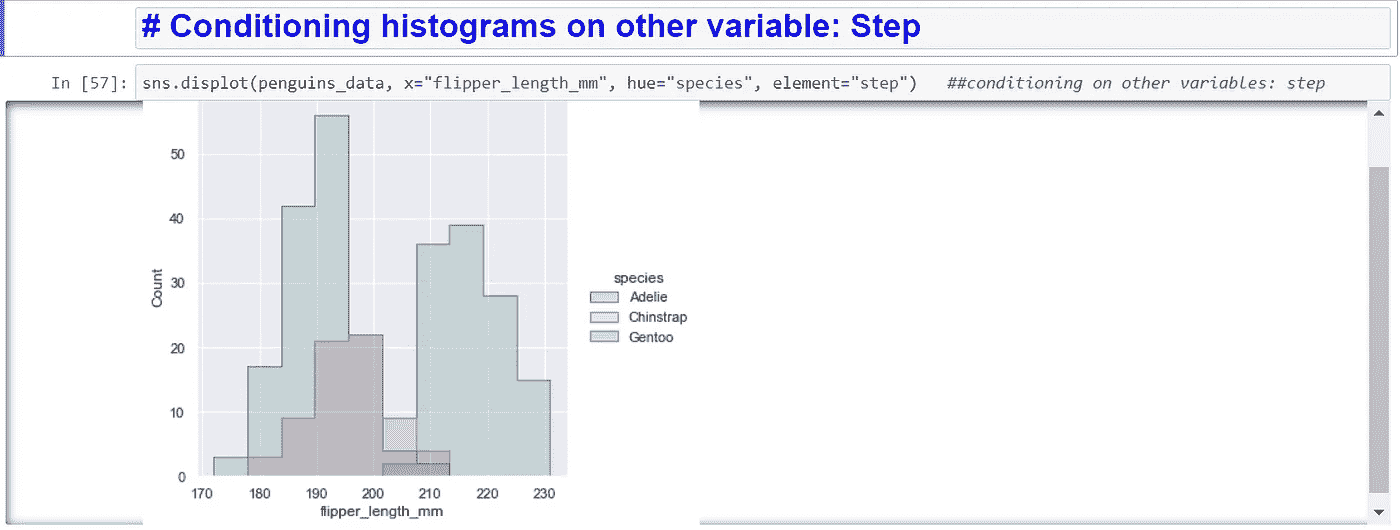 # Conditioning histograms on other variable: Step
In [57]: sns.displot(penguins_data, x="flipper_length_mm", hue="species", element="step") ##conditioning on other variables: step
50
40
30
20
10
0
Count
170 180 190 200 210 220 230
flipper_length_mm
species
Adelie
Chinstrap
Gentoo